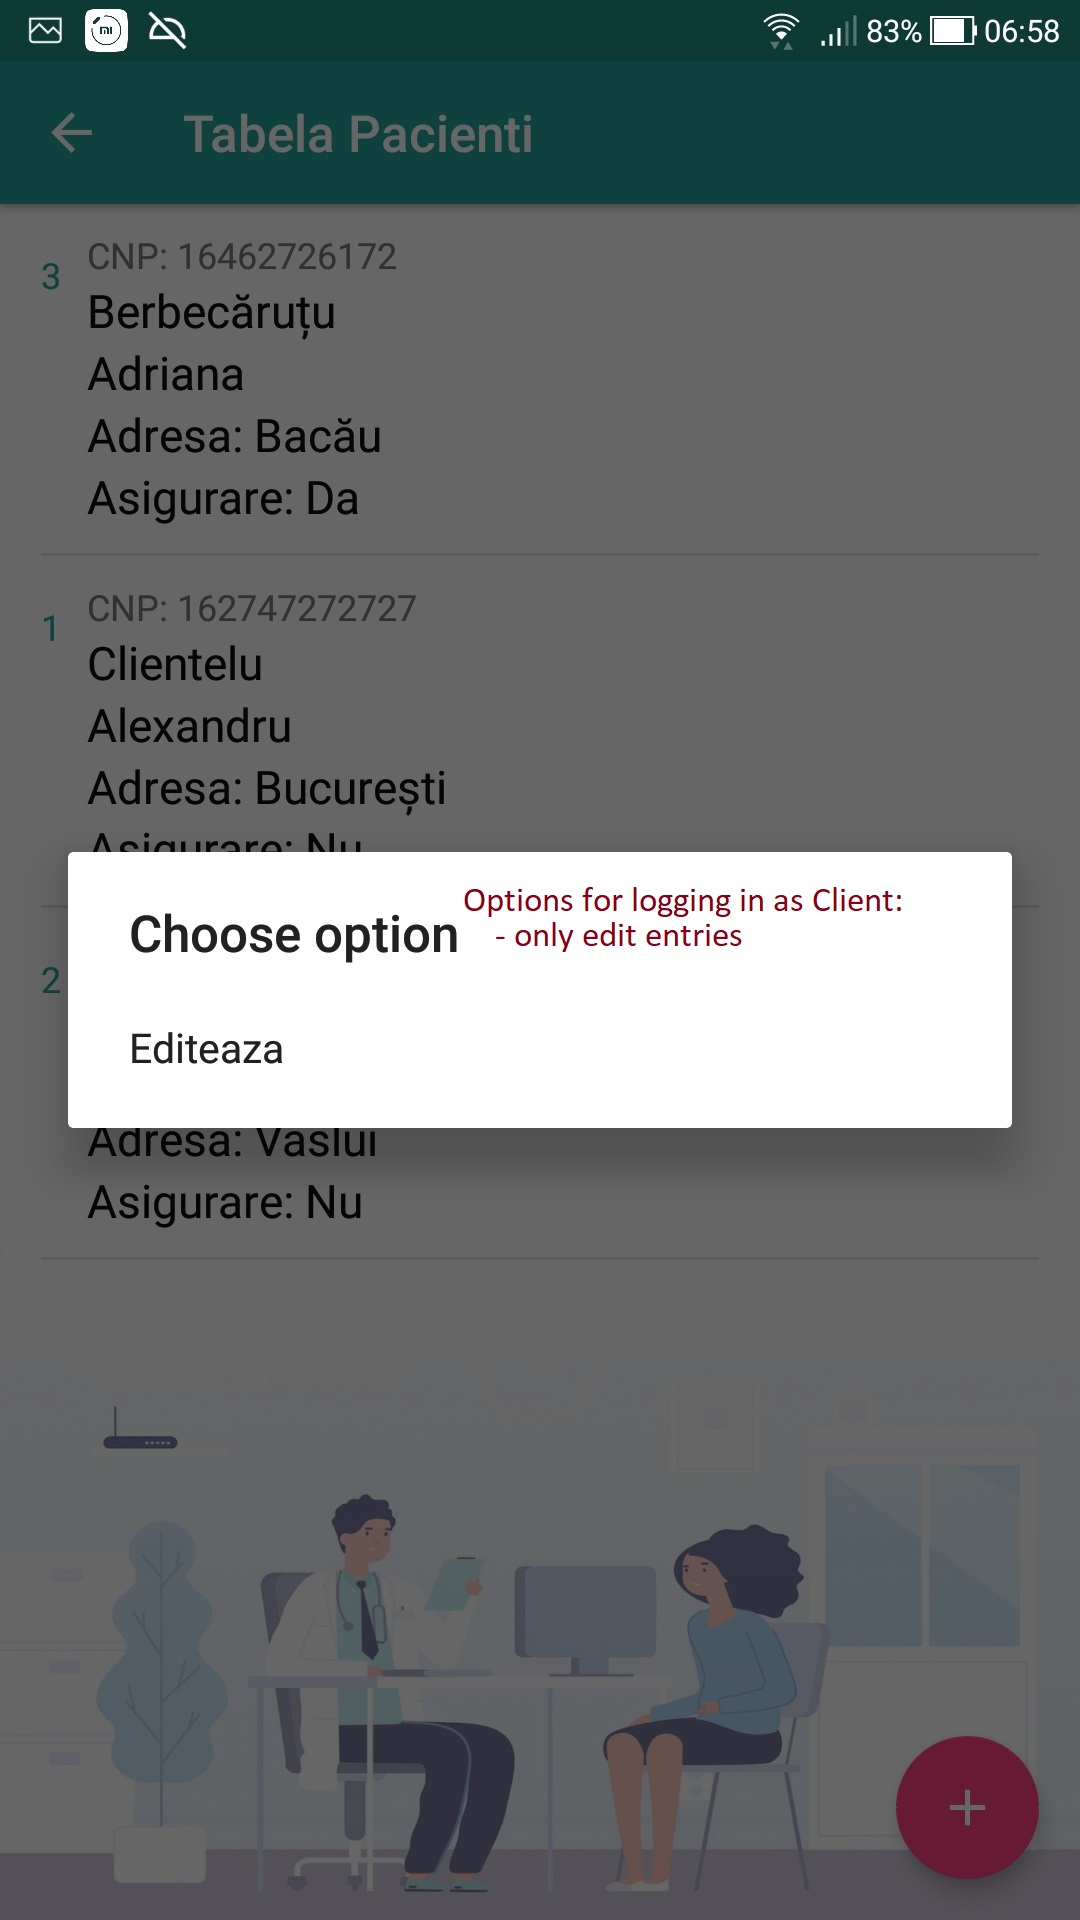 83% 06:58
Tabela Pacienti
3
CNP: 16462726172
Berbecăruțu
Adriana
Adresa: Bacău
Asigurare: Da
1
CNP: 162747272727
Clientelu
Alexandru
Adresa: București
Asigurare: Nu
Options for logging in as Client:
Choose option
- only edit entries
2
Editeaza
Adresa: Vaslui
Asigurare: Nu